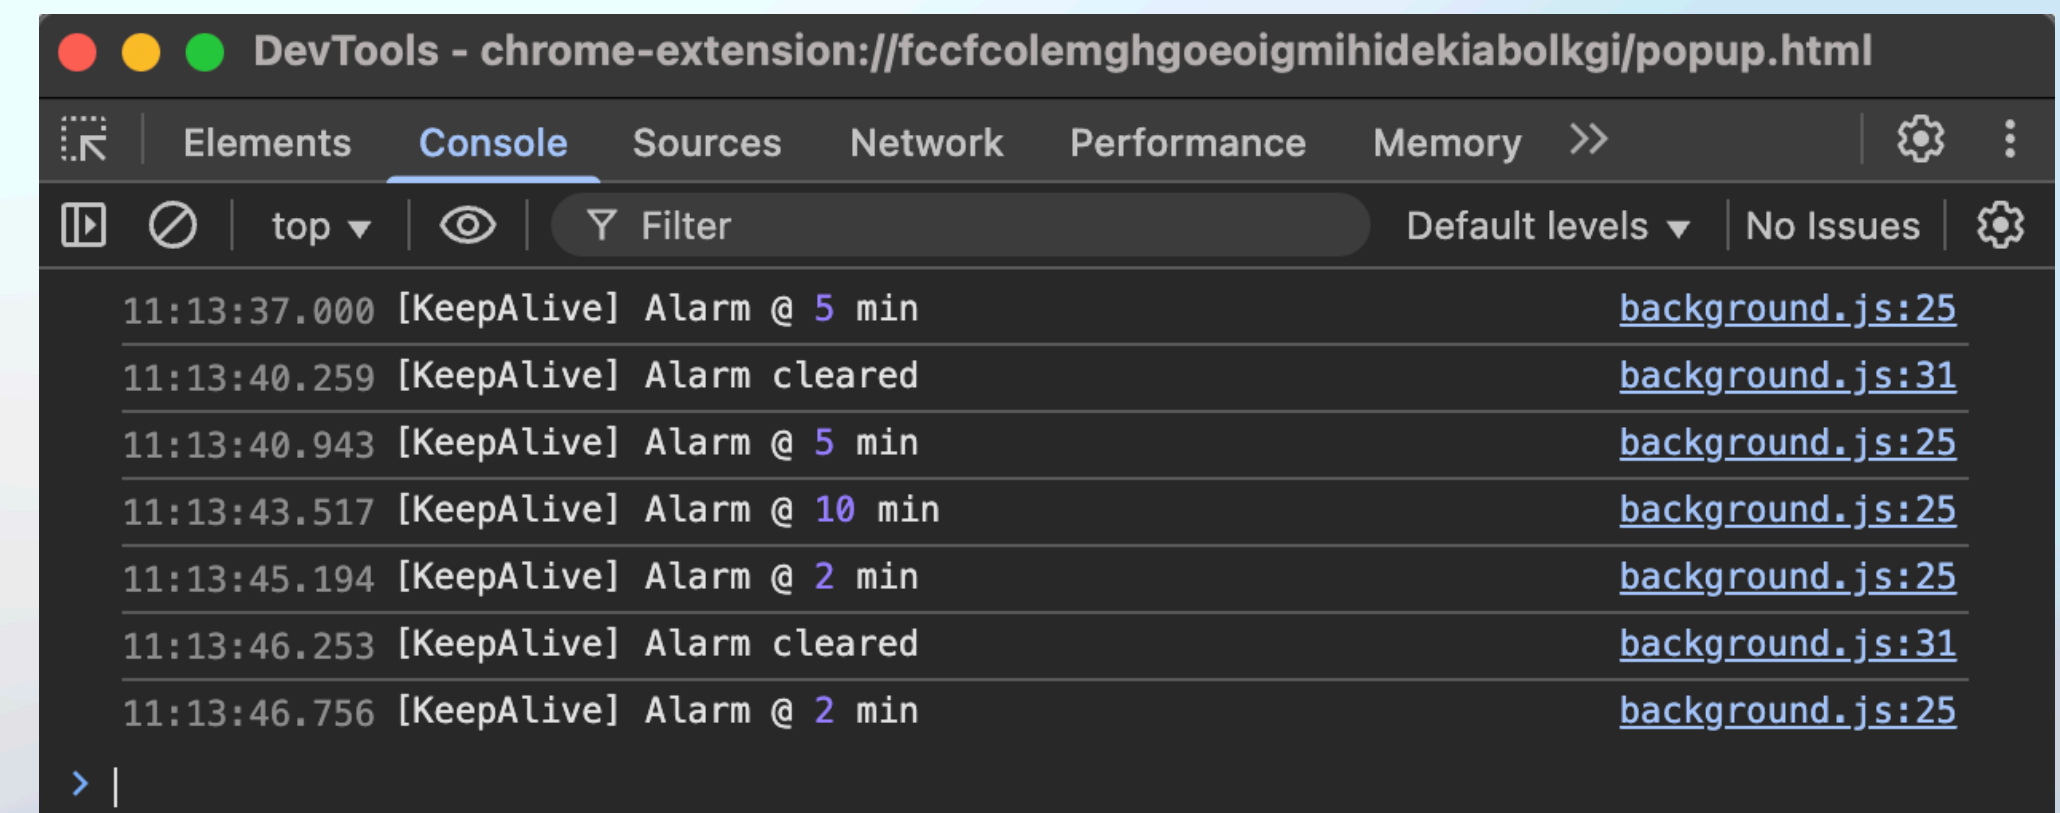 DevTools - chrome-extension://fccfcolemghgoeoigmihidekiabolkgi/popup.html
Elements Console Sources Network Performance Memory
top Filter Default levels No Issues
11:13:37.000 [KeepAlive] Alarm @ 5 min background.js:25
11:13:40.259 [KeepAlive] Alarm cleared background.js:31
11:13:40.943 [KeepAlive] Alarm @ 5 min background.js:25
11:13:43.517 [KeepAlive] Alarm @ 10 min background.js:25
11:13:45.194 [KeepAlive] Alarm @ 2 min background.js:25
11:13:46.253 [KeepAlive] Alarm cleared background.js:31
11:13:46.756 [KeepAlive] Alarm @ 2 min background.js:25